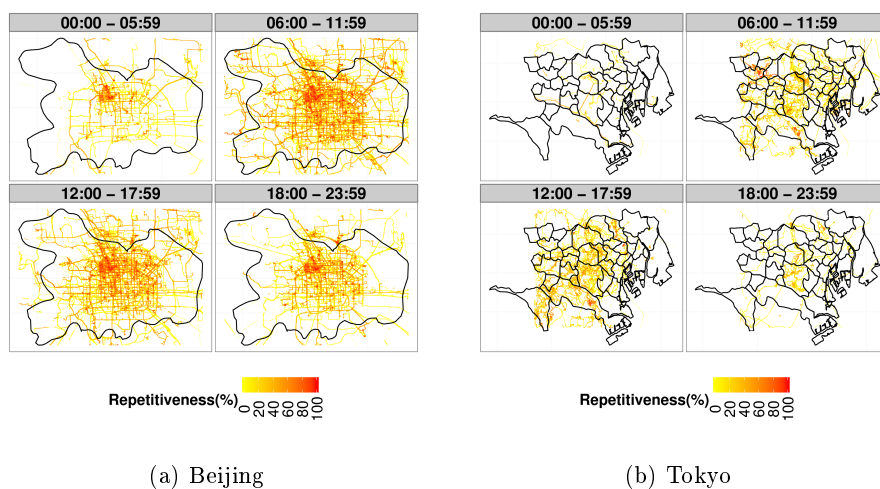 00:00 − 05:59
06:00 − 11:59
12:00 − 17:59
18:00 − 23:59
Repetitiveness(%)
0 20 40 60 80 100
(a) Beijing
00:00 − 05:59
06:00 − 11:59
12:00 − 17:59
18:00 − 23:59
Repetitiveness(%)
0 20 40 60 80 100
(b) Tokyo